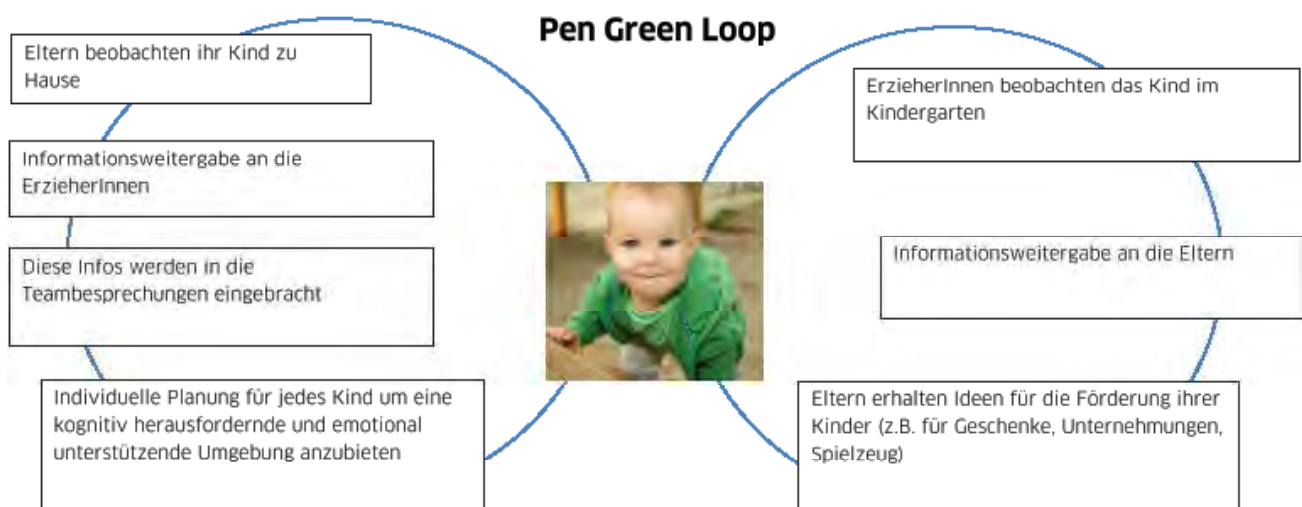 Pen Green Loop
Eltern beobachten ihr Kind zu
Hause
Informationsweitergabe an die
ErzieherInnen
Diese Infos werden in die
Teambesprechungen eingebracht
Individuelle Planung für jedes Kind um eine
kognitiv herausfordernde und emotional
unterstützende Umgebung anzubieten
ErzieherInnen beobachten das Kind im
Kindergarten
Informationsweitergabe an die Eltern
Eltern erhalten Ideen für die Förderung ihrer
Kinder (z.B. für Geschenke, Unternehmungen,
Spielzeug)